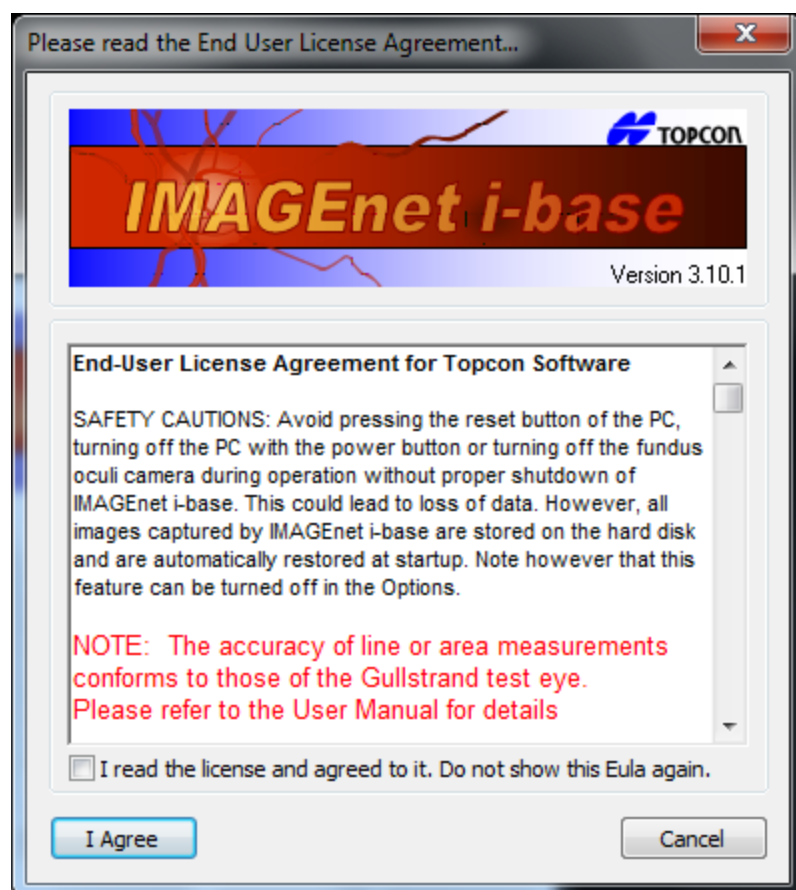 Please read the End User License Agreement...
TOPCON
IMAGEnet i-base
Version 3.10.1
End-User License Agreement for Topcon Software
SAFETY CAUTIONS: Avoid pressing the reset button of the PC,
turning off the PC with the power button or turning off the fundus
oculi camera during operation without proper shutdown of
IMAGEnet i-base. This could lead to loss of data. However, all
images captured by IMAGEnet i-base are stored on the hard disk
and are automatically restored at startup. Note however that this
feature can be turned off in the Options.
NOTE: The accuracy of line or area measurements
conforms to those of the Gullstrand test eye.
Please refer to the User Manual for details
I read the license and agreed to it. Do not show this Eula again.
I Agree
Cancel